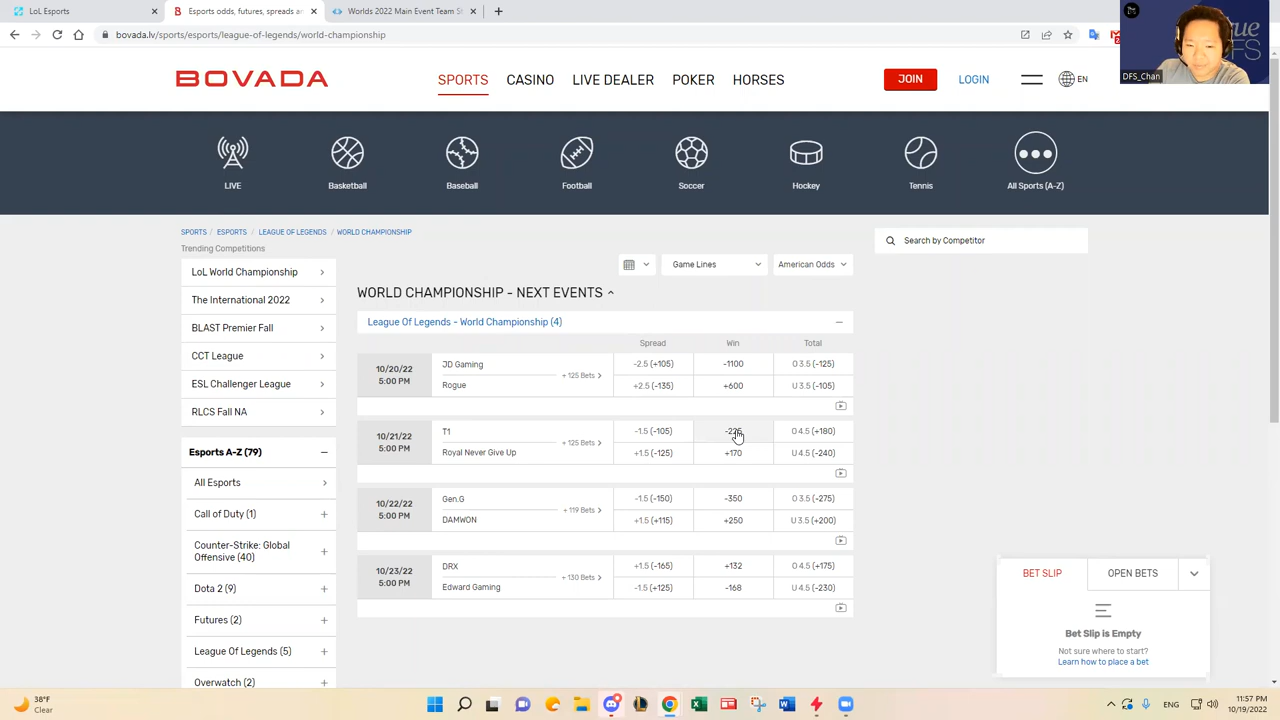 LoL Esports
Esports odds, futures, spreads ar
Worlds 2022 Main Event Team St
bovada.lv/sports/esports/league-of-legends/world-championship
BOVADA
SPORTS CASINO LIVE DEALER POKER HORSES
JOIN LOGIN EN
LIVE Basketball Baseball Football Soccer Hockey Tennis All Sports (A-Z)
SPORTS / ESPORTS / LEAGUE OF LEGENDS / WORLD CHAMPIONSHIP
Trending Competitions
LoL World Championship
The International 2022
BLAST Premier Fall
CCT League
ESL Challenger League
RLCS Fall NA
Esports A-Z (79)
All Esports
Call of Duty (1)
Counter-Strike: Global
Offensive (40)
Dota 2 (9)
Futures (2)
League Of Legends (5)
Overwatch (2)
Game Lines American Odds
WORLD CHAMPIONSHIP - NEXT EVENTS
League Of Legends - World Championship (4)
Spread Win Total
10/20/22
5:00 PM
JD Gaming
Rogue
+ 125 Bets
-2.5 (+105) -1100 O 3.5 (-125)
+2.5 (-135) +600 U 3.5 (-105)
10/21/22
5:00 PM
T1
Royal Never Give Up
+ 125 Bets
-1.5 (-105) O 4.5 (+180)
+1.5 (-125) +170 U 4.5 (-240)
10/22/22
5:00 PM
Gen.G
DAMWON
+ 119 Bets
-1.5 (-150) -350 O 3.5 (-275)
+1.5 (+115) +250 U 3.5 (+200)
10/23/22
5:00 PM
DRX
Edward Gaming
+ 130 Bets
+1.5 (-165) +132 O 4.5 (+175)
-1.5 (+125) -168 U 4.5 (-230)
Search by Competitor
BET SLIP OPEN BETS
Bet Slip is Empty
Not sure where to start?
Learn how to place a bet
DFS_Chan
38°F
Clear
ENG
11:57 PM
10/19/2022